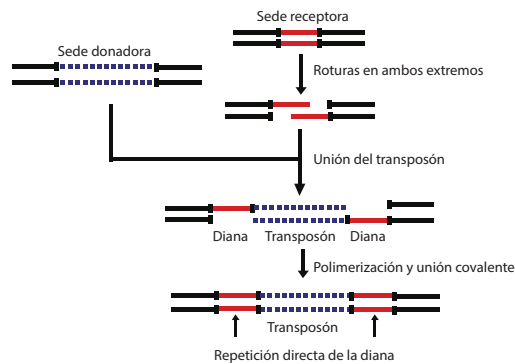 Sede receptora
Sede donadora
Roturas en ambos extremos
Unión del transposón
Diana Transposón Diana
Polimerización y unión covalente
Transposón
Repetición directa de la diana